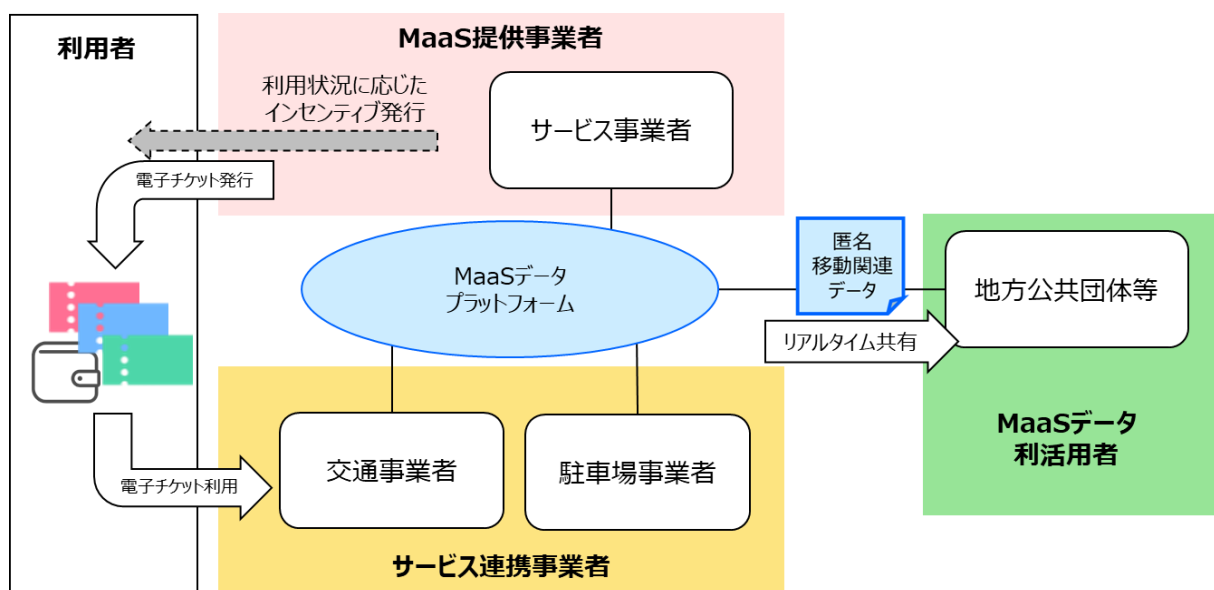 利用者
MaaS提供事業者
利用状況に応じた
インセンティブ発行
サービス事業者
電子チケット発行
MaaSデータ
プラットフォーム
匿名
移動関連
データ
地方公共団体等
リアルタイム共有
MaaSデータ
利活用者
交通事業者
駐車場事業者
電子チケット利用
サービス連携事業者